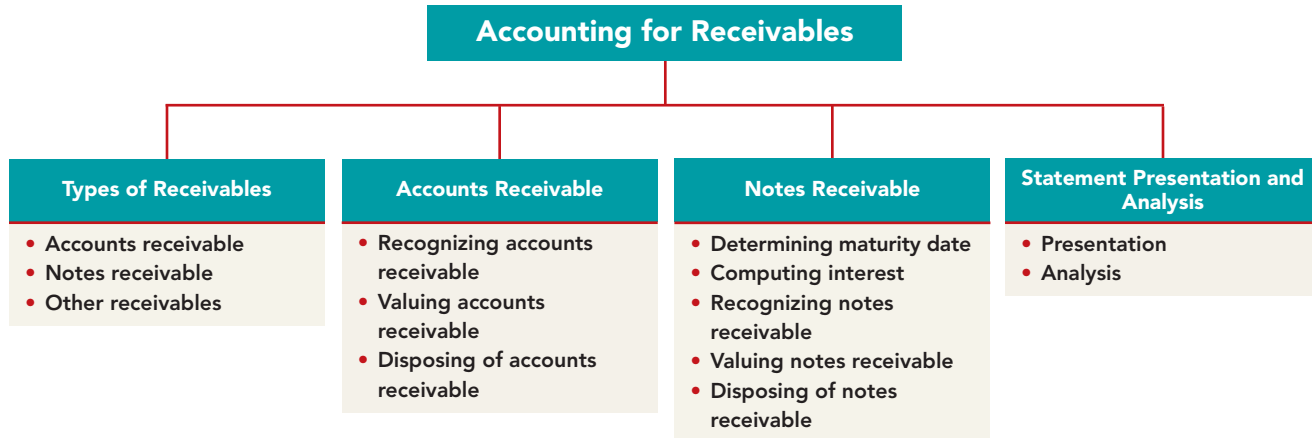 Accounting for Receivables
Types of Receivables
• Accounts receivable
• Notes receivable
• Other receivables
Accounts Receivable
• Recognizing accounts
receivable
• Valuing accounts
receivable
• Disposing of accounts
receivable
Notes Receivable
• Determining maturity date
• Computing interest
• Recognizing notes
receivable
• Valuing notes receivable
• Disposing of notes
receivable
Statement Presentation and
Analysis
• Presentation
• Analysis